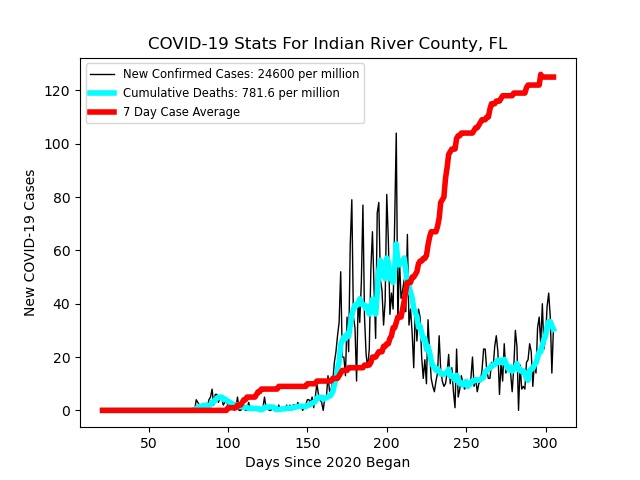 COVID-19 Stats For Indian River County, FL
New Confirmed Cases: 24600 per million
Cumulative Deaths: 781.6 per million
7 Day Case Average
New COVID-19 Cases
120
100
80
60
40
20
0
50 100 150 200 250 300
Days Since 2020 Began